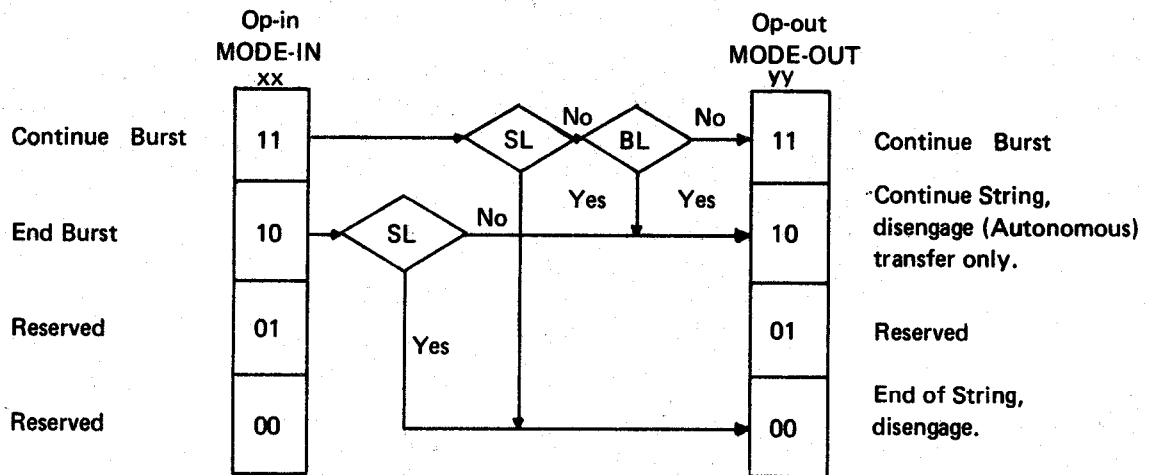 Op-in
MODE-IN
xx
Op-out
MODE-OUT
yy
Continue Burst
11
SL
No
BL
No
11
Continue Burst
Yes
Yes
End Burst
10
SL
No
10
Continue String,
disengage (Autonomous)
transfer only.
Reserved
01
Yes
01
Reserved
Reserved
00
00
End of String,
disengage.